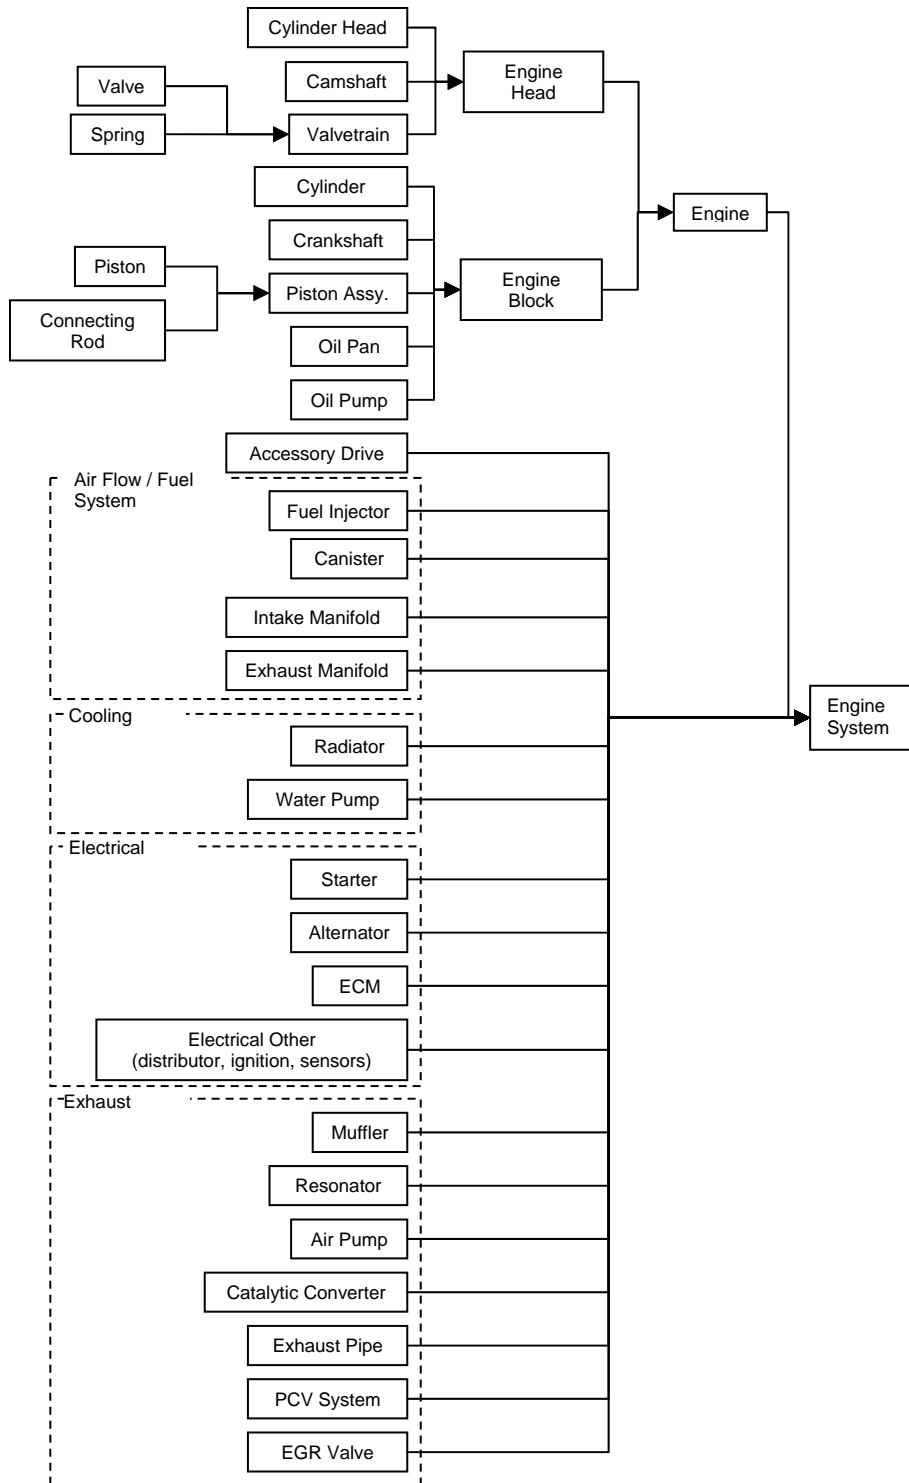 Cylinder Head
Camshaft
Engine
Head
Valve
Spring
Valvetrain
Cylinder
Crankshaft
Engine
Piston
Piston Assy.
Engine
Block
Connecting
Rod
Oil Pan
Oil Pump
Accessory Drive
Air Flow / Fuel
System
Fuel Injector
Canister
Intake Manifold
Exhaust Manifold
Engine
System
Cooling
Radiator
Water Pump
Electrical
Starter
Alternator
ECM
Electrical Other
(distributor, ignition, sensors)
Exhaust
Muffler
Resonator
Air Pump
Catalytic Converter
Exhaust Pipe
PCV System
EGR Valve